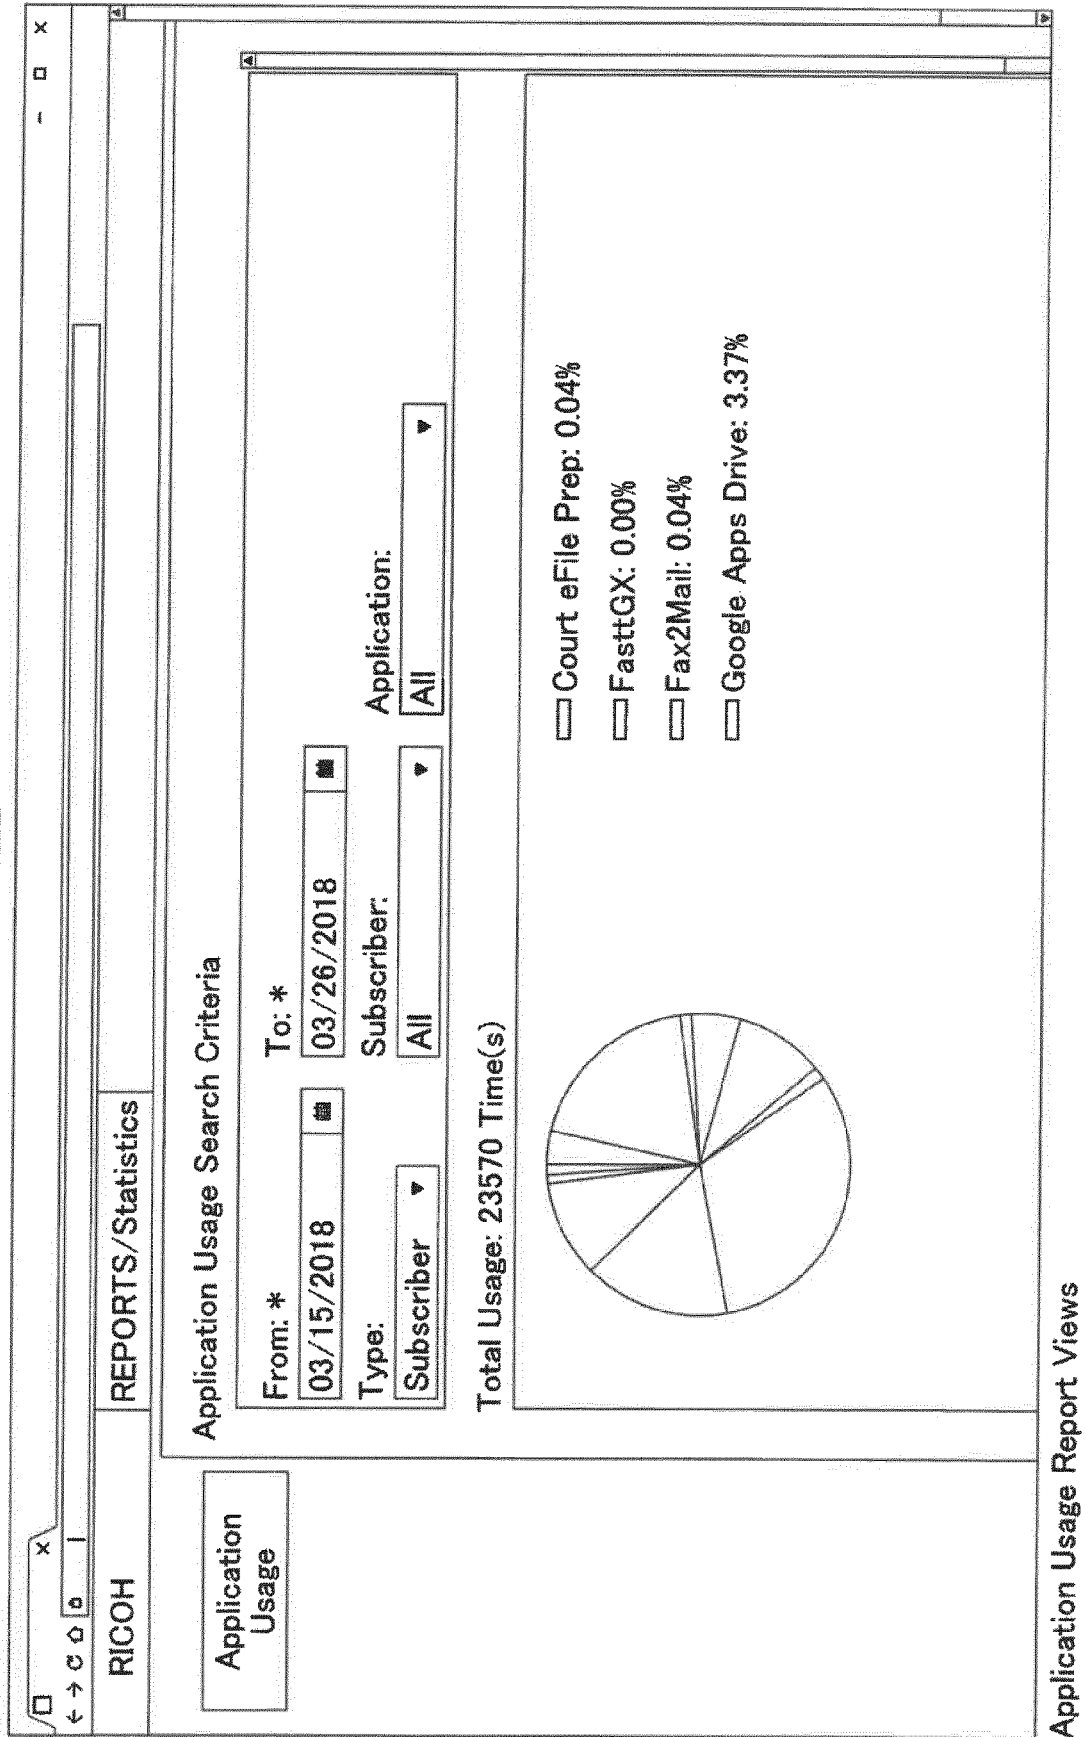 RICOH
REPORTS/Statistics
Application
Usage
Application Usage Search Criteria
From: *
To: *
03/15/2018
03/26/2018
Type:
Subscriber:
Application:
Subscriber
All
All
Total Usage: 23570 Time(s)
Court eFile Prep: 0.04%
FasttGX: 0.00%
Fax2Mail: 0.04%
Google Apps Drive: 3.37%
Application Usage Report Views